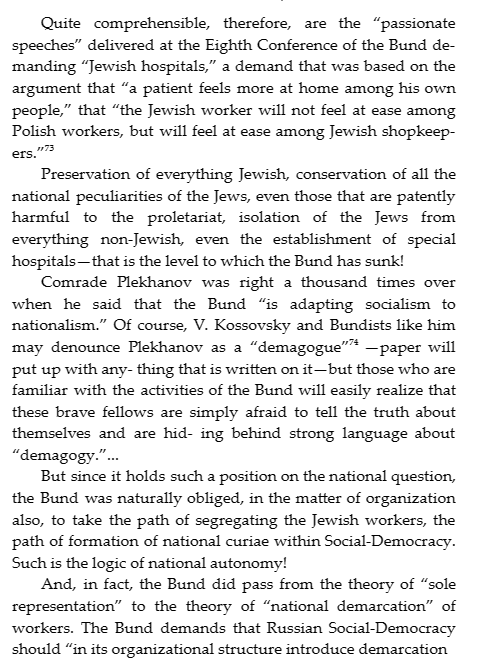 Quite comprehensible, therefore, are the “passionate
speeches” delivered at the Eighth Conference of the Bund de-
manding “Jewish hospitals,” a demand that was based on the
argument that “a patient feels more at home among his own
people,” that “the Jewish worker will not feel at ease among
Polish workers, but will feel at ease among Jewish shopkeep-
ers.”73
Preservation of everything Jewish, conservation of all the
national peculiarities of the Jews, even those that are patently
harmful to the proletariat, isolation of the Jews from
everything non-Jewish, even the establishment of special
hospitals—that is the level to which the Bund has sunk!
Comrade Plekhanov was right a thousand times over
when he said that the Bund “is adapting socialism to
nationalism.” Of course, V. Kossovsky and Bundists like him
may denounce Plekhanov as a “demagogue”74 —paper will
put up with any- thing that is written on it—but those who are
familiar with the activities of the Bund will easily realize that
these brave fellows are simply afraid to tell the truth about
themselves and are hid- ing behind strong language about
“demagogy.”...
But since it holds such a position on the national question,
the Bund was naturally obliged, in the matter of organization
also, to take the path of segregating the Jewish workers, the
path of formation of national curiae within Social-Democracy.
Such is the logic of national autonomy!
And, in fact, the Bund did pass from the theory of “sole
representation” to the theory of “national demarcation” of
workers. The Bund demands that Russian Social-Democracy
should “in its organizational structure introduce demarcation